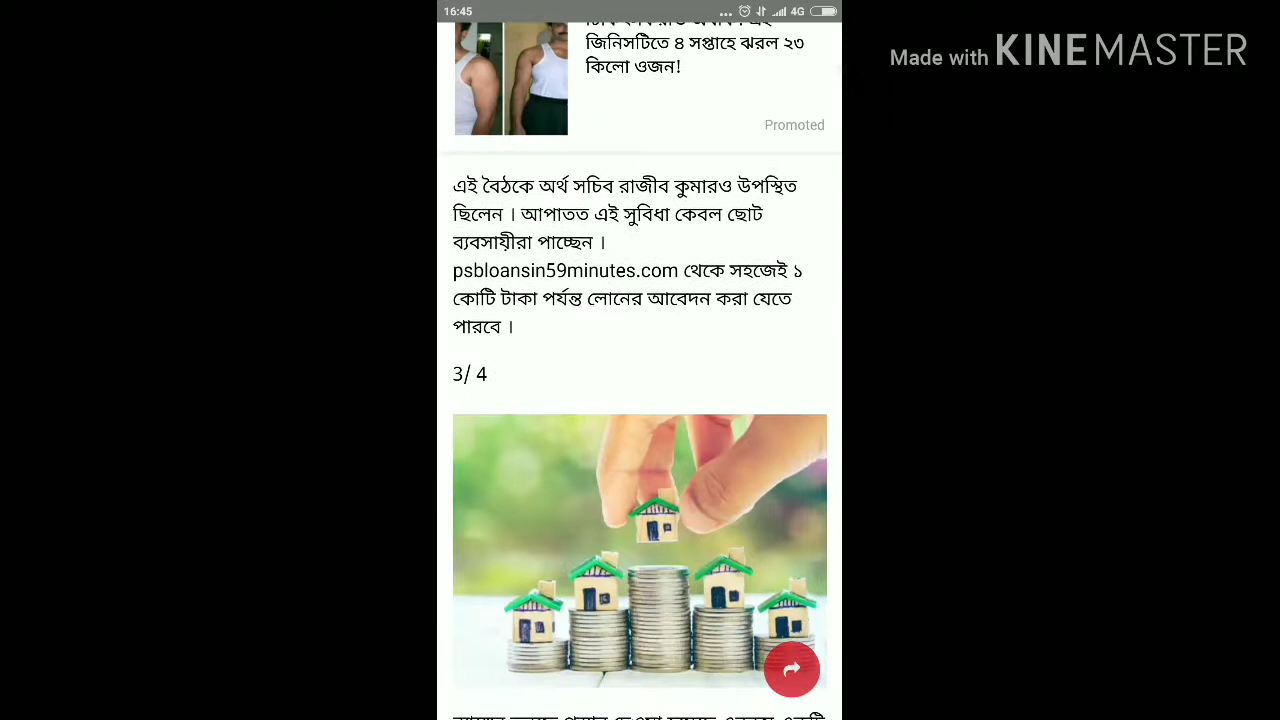 16:45
4G
Made with KINEMASTER
জিনিসটিতে ৪ সপ্তাহে ঝরল ২৩
কিলো ওজন!
Promoted
এই বৈঠকে অর্থ সচিব রাজীব কুমারও উপস্থিত
ছিলেন । আপাতত এই সুবিধা কেবল ছোট
ব্যবসায়ীরা পাচ্ছেন ।
psbloansin59minutes.com থেকে সহজেই ১
কোটি টাকা পর্যন্ত লোনের আবেদন করা যেতে
পারবে ।
3/ 4